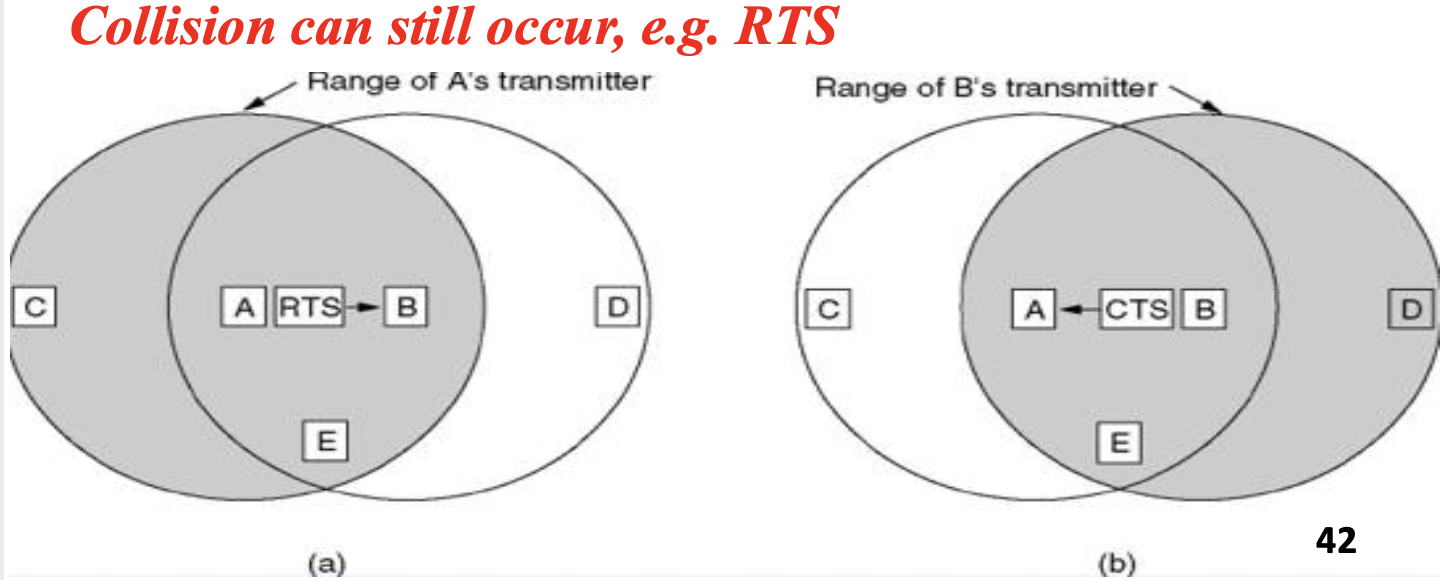 Collision can still occur, e.g. RTS
Range of A's transmitter
Range of B's transmitter
C
A
RTS
B
D
E
C
A
CTS
B
D
E
42
(a)
(b)